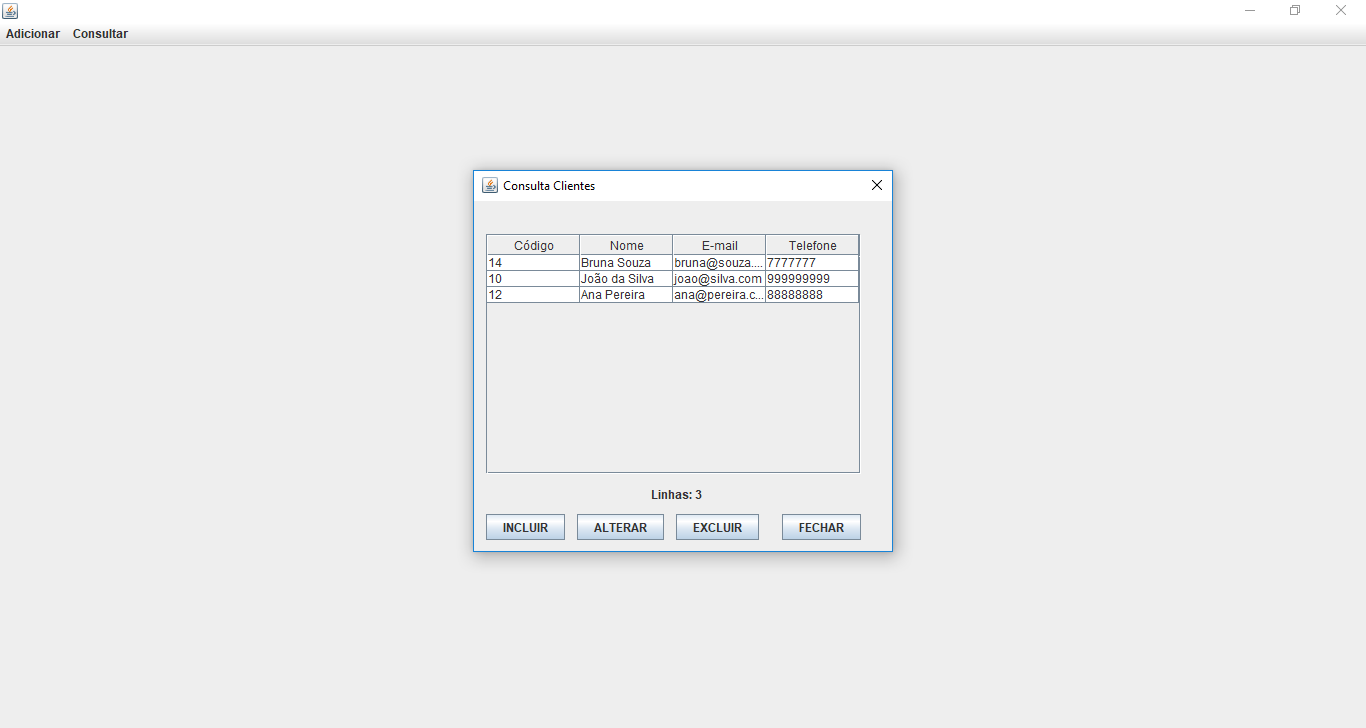 Adicionar Consultar
Consulta Clientes
Código Nome E-mail Telefone
14 Bruna Souza bruna@souza.... 7777777
10 João da Silva joao@silva.com 999999999
12 Ana Pereira ana@pereira.c... 88888888
Linhas: 3
INCLUIR ALTERAR EXCLUIR FECHAR